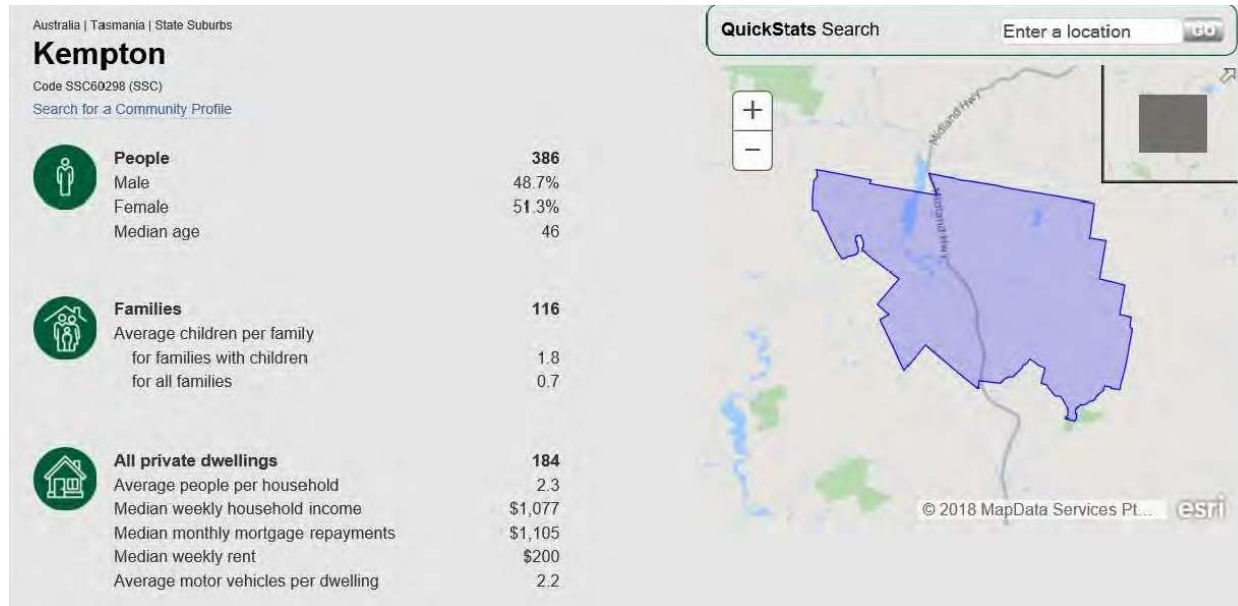 Australia | Tasmania | State Suburbs
Kempton
Code SSC60298 (SSC)
Search for a Community Profile
People 386
Male 48.7%
Female 51.3%
Median age 46
Families 116
Average children per family
for families with children 1.8
for all families 0.7
All private dwellings 184
Average people per household 2.3
Median weekly household income $1,077
Median monthly mortgage repayments $1,105
Median weekly rent $200
Average motor vehicles per dwelling 2.2
QuickStats Search Enter a location GO
+
−
Midland Hwy
Midland Hwy
© 2018 MapData Services Pt... esri